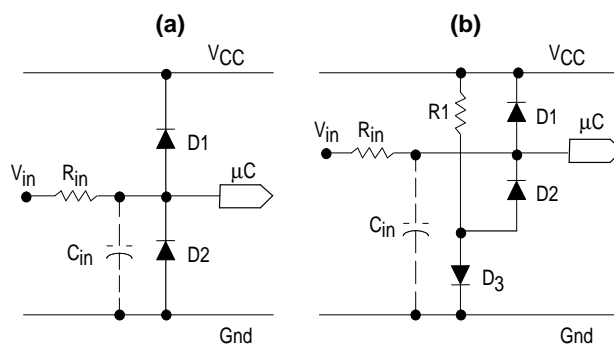 (a)
VCC
D1
Vin
Rin
μC
Cin
D2
Gnd
(b)
VCC
R1
D1
μC
Vin
Rin
D2
Cin
D3
Gnd